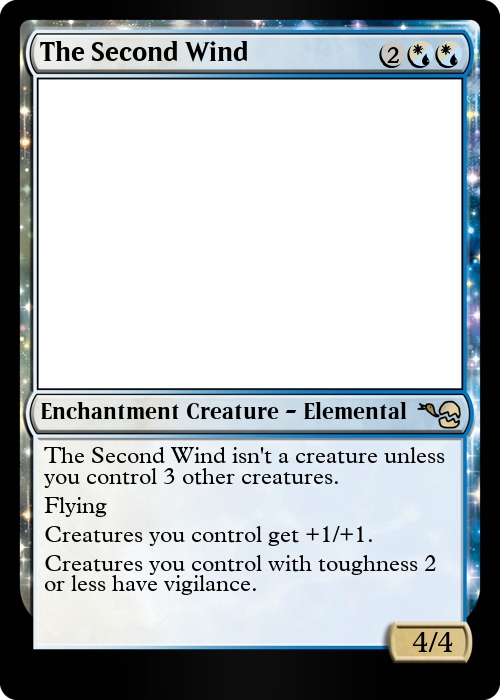 The Second Wind 2
Enchantment Creature – Elemental
The Second Wind isn't a creature unless
you control 3 other creatures.
Flying
Creatures you control get +1/+1.
Creatures you control with toughness 2
or less have vigilance.
4/4